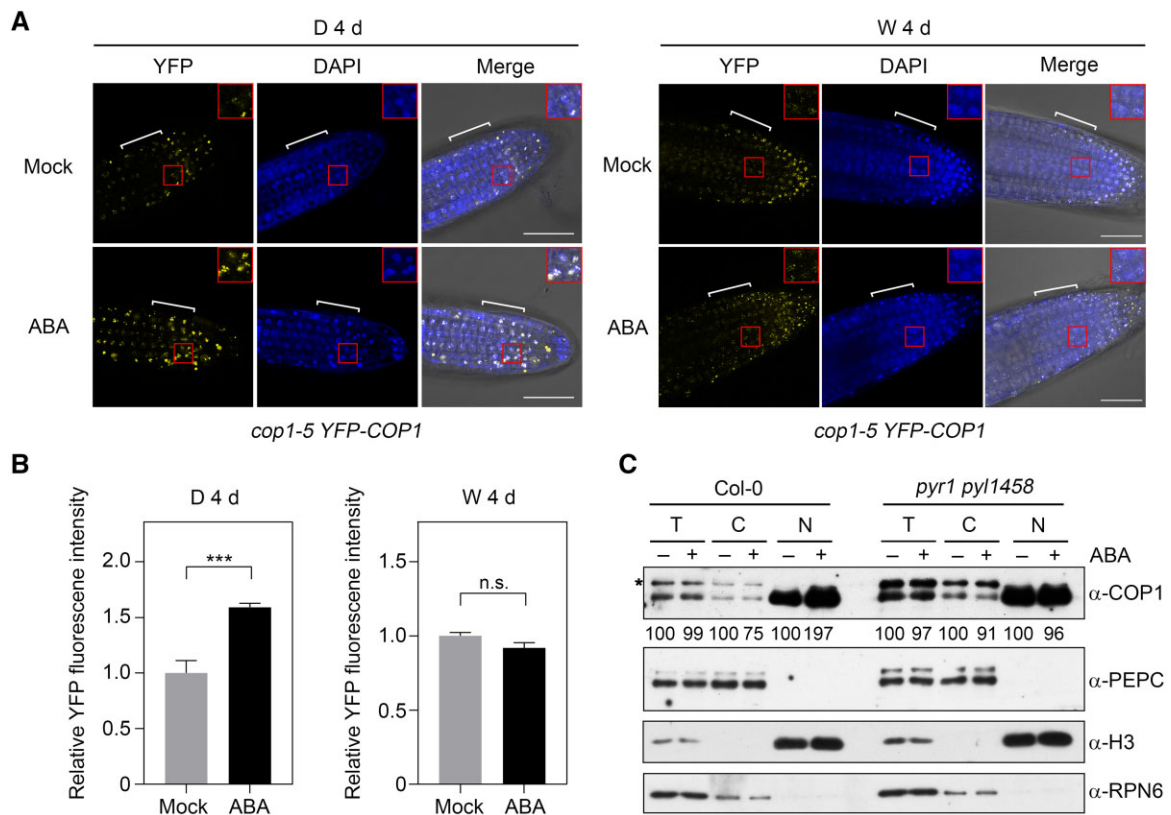 A
D 4 d
W 4 d
YFP DAPI Merge
YFP DAPI Merge
Mock
Mock
ABA
ABA
cop1-5 YFP-COP1
cop1-5 YFP-COP1
B
D 4 d
Relative YFP fluorescene intensity
2.0
1.5
1.0
0.5
0
***
Mock ABA
W 4 d
Relative YFP fluorescene intensity
1.5
1.0
0.5
0
n.s.
Mock ABA
C
Col-0 pyr1 pyl1458
T C N T C N
– + – + – + – + – + – + ABA
* α-COP1
100 99 100 75 100 197 100 97 100 91 100 96
α-PEPC
α-H3
α-RPN6